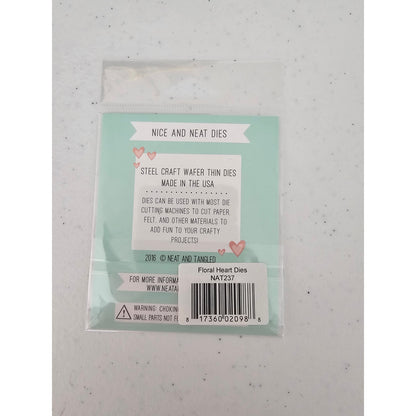 NICE AND NEAT DIES
STEEL CRAFT WAFER THIN DIES
MADE IN THE USA
DIES CAN BE USED WITH MOST DIE
CUTTING MACHINES TO CUT PAPER,
FELT, AND OTHER MATERIALS TO
ADD FUN TO YOUR CRAFTY
PROJECTS!
2016 © NEAT AND TANGLED
FOR MORE INFORMA
WWW.NEATA
Floral Heart Dies
NAT237
8 17360 02098 8
WARNING: CHOKIN
SMALL PARTS NOT F